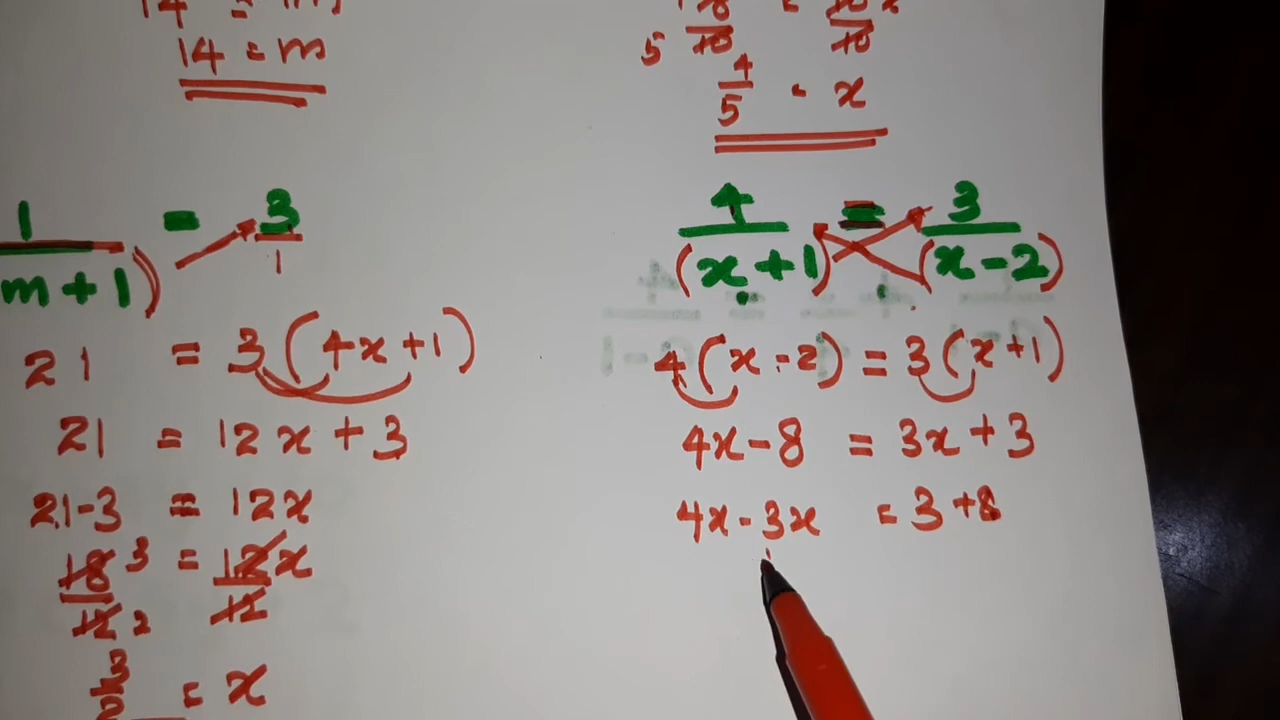 14 = m
5
4/5 = x
1/(m + 1) = 3/1
21 = 3(4x + 1)
21 = 12x + 3
21 - 3 = 12x
18/12 3/2 = 12x/12
= x
4/(x + 1) = 3/(x - 2)
4(x - 2) = 3(x + 1)
4x - 8 = 3x + 3
4x - 3x = 3 + 8